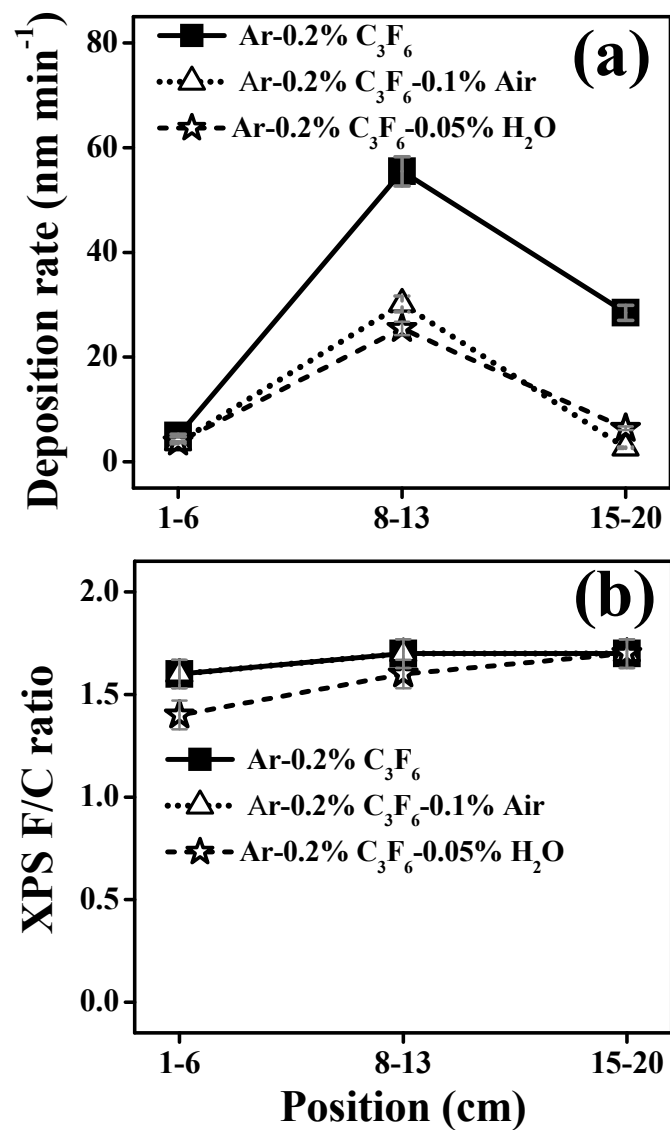 (a)
Ar-0.2% C₃F₆
Ar-0.2% C₃F₆-0.1% Air
Ar-0.2% C₃F₆-0.05% H₂O
Deposition rate (nm min⁻¹)
80
60
40
20
0
1-6 8-13 15-20
(b)
XPS F/C ratio
2.0
1.5
1.0
0.5
0.0
Ar-0.2% C₃F₆
Ar-0.2% C₃F₆-0.1% Air
Ar-0.2% C₃F₆-0.05% H₂O
1-6 8-13 15-20
Position (cm)